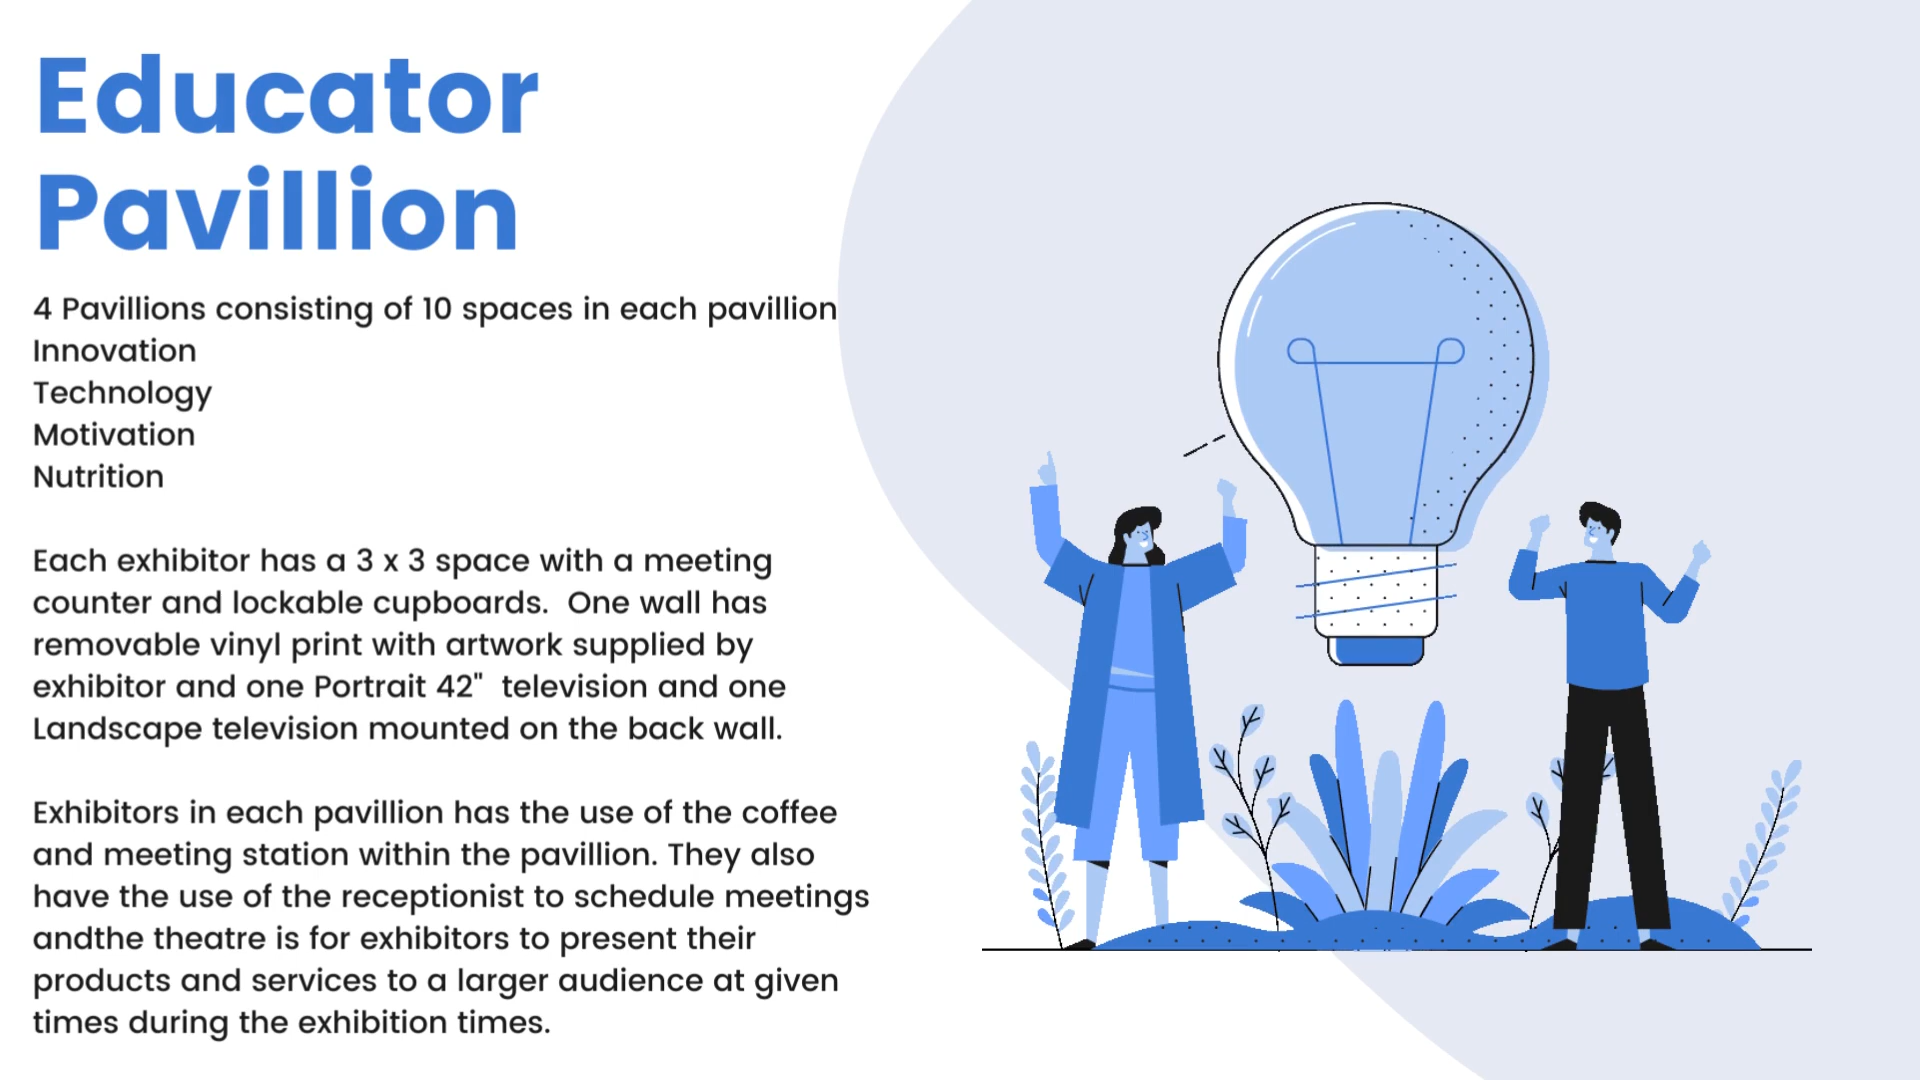 Educator
Pavillion
4 Pavillions consisting of 10 spaces in each pavillion
Innovation
Technology
Motivation
Nutrition
Each exhibitor has a 3 x 3 space with a meeting
counter and lockable cupboards.  One wall has
removable vinyl print with artwork supplied by
exhibitor and one Portrait 42"  television and one
Landscape television mounted on the back wall.
Exhibitors in each pavillion has the use of the coffee
and meeting station within the pavillion. They also
have the use of the receptionist to schedule meetings
andthe theatre is for exhibitors to present their
products and services to a larger audience at given
times during the exhibition times.